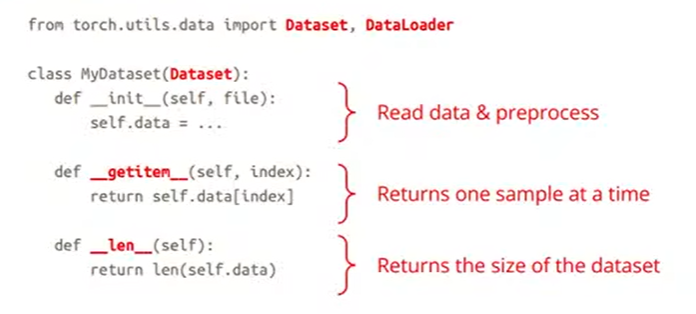 from torch.utils.data import Dataset, DataLoader
class MyDataset(Dataset):
def __init__(self, file):
self.data = ...
Read data & preprocess
def __getitem__(self, index):
return self.data[index]
Returns one sample at a time
def __len__(self):
return len(self.data)
Returns the size of the dataset